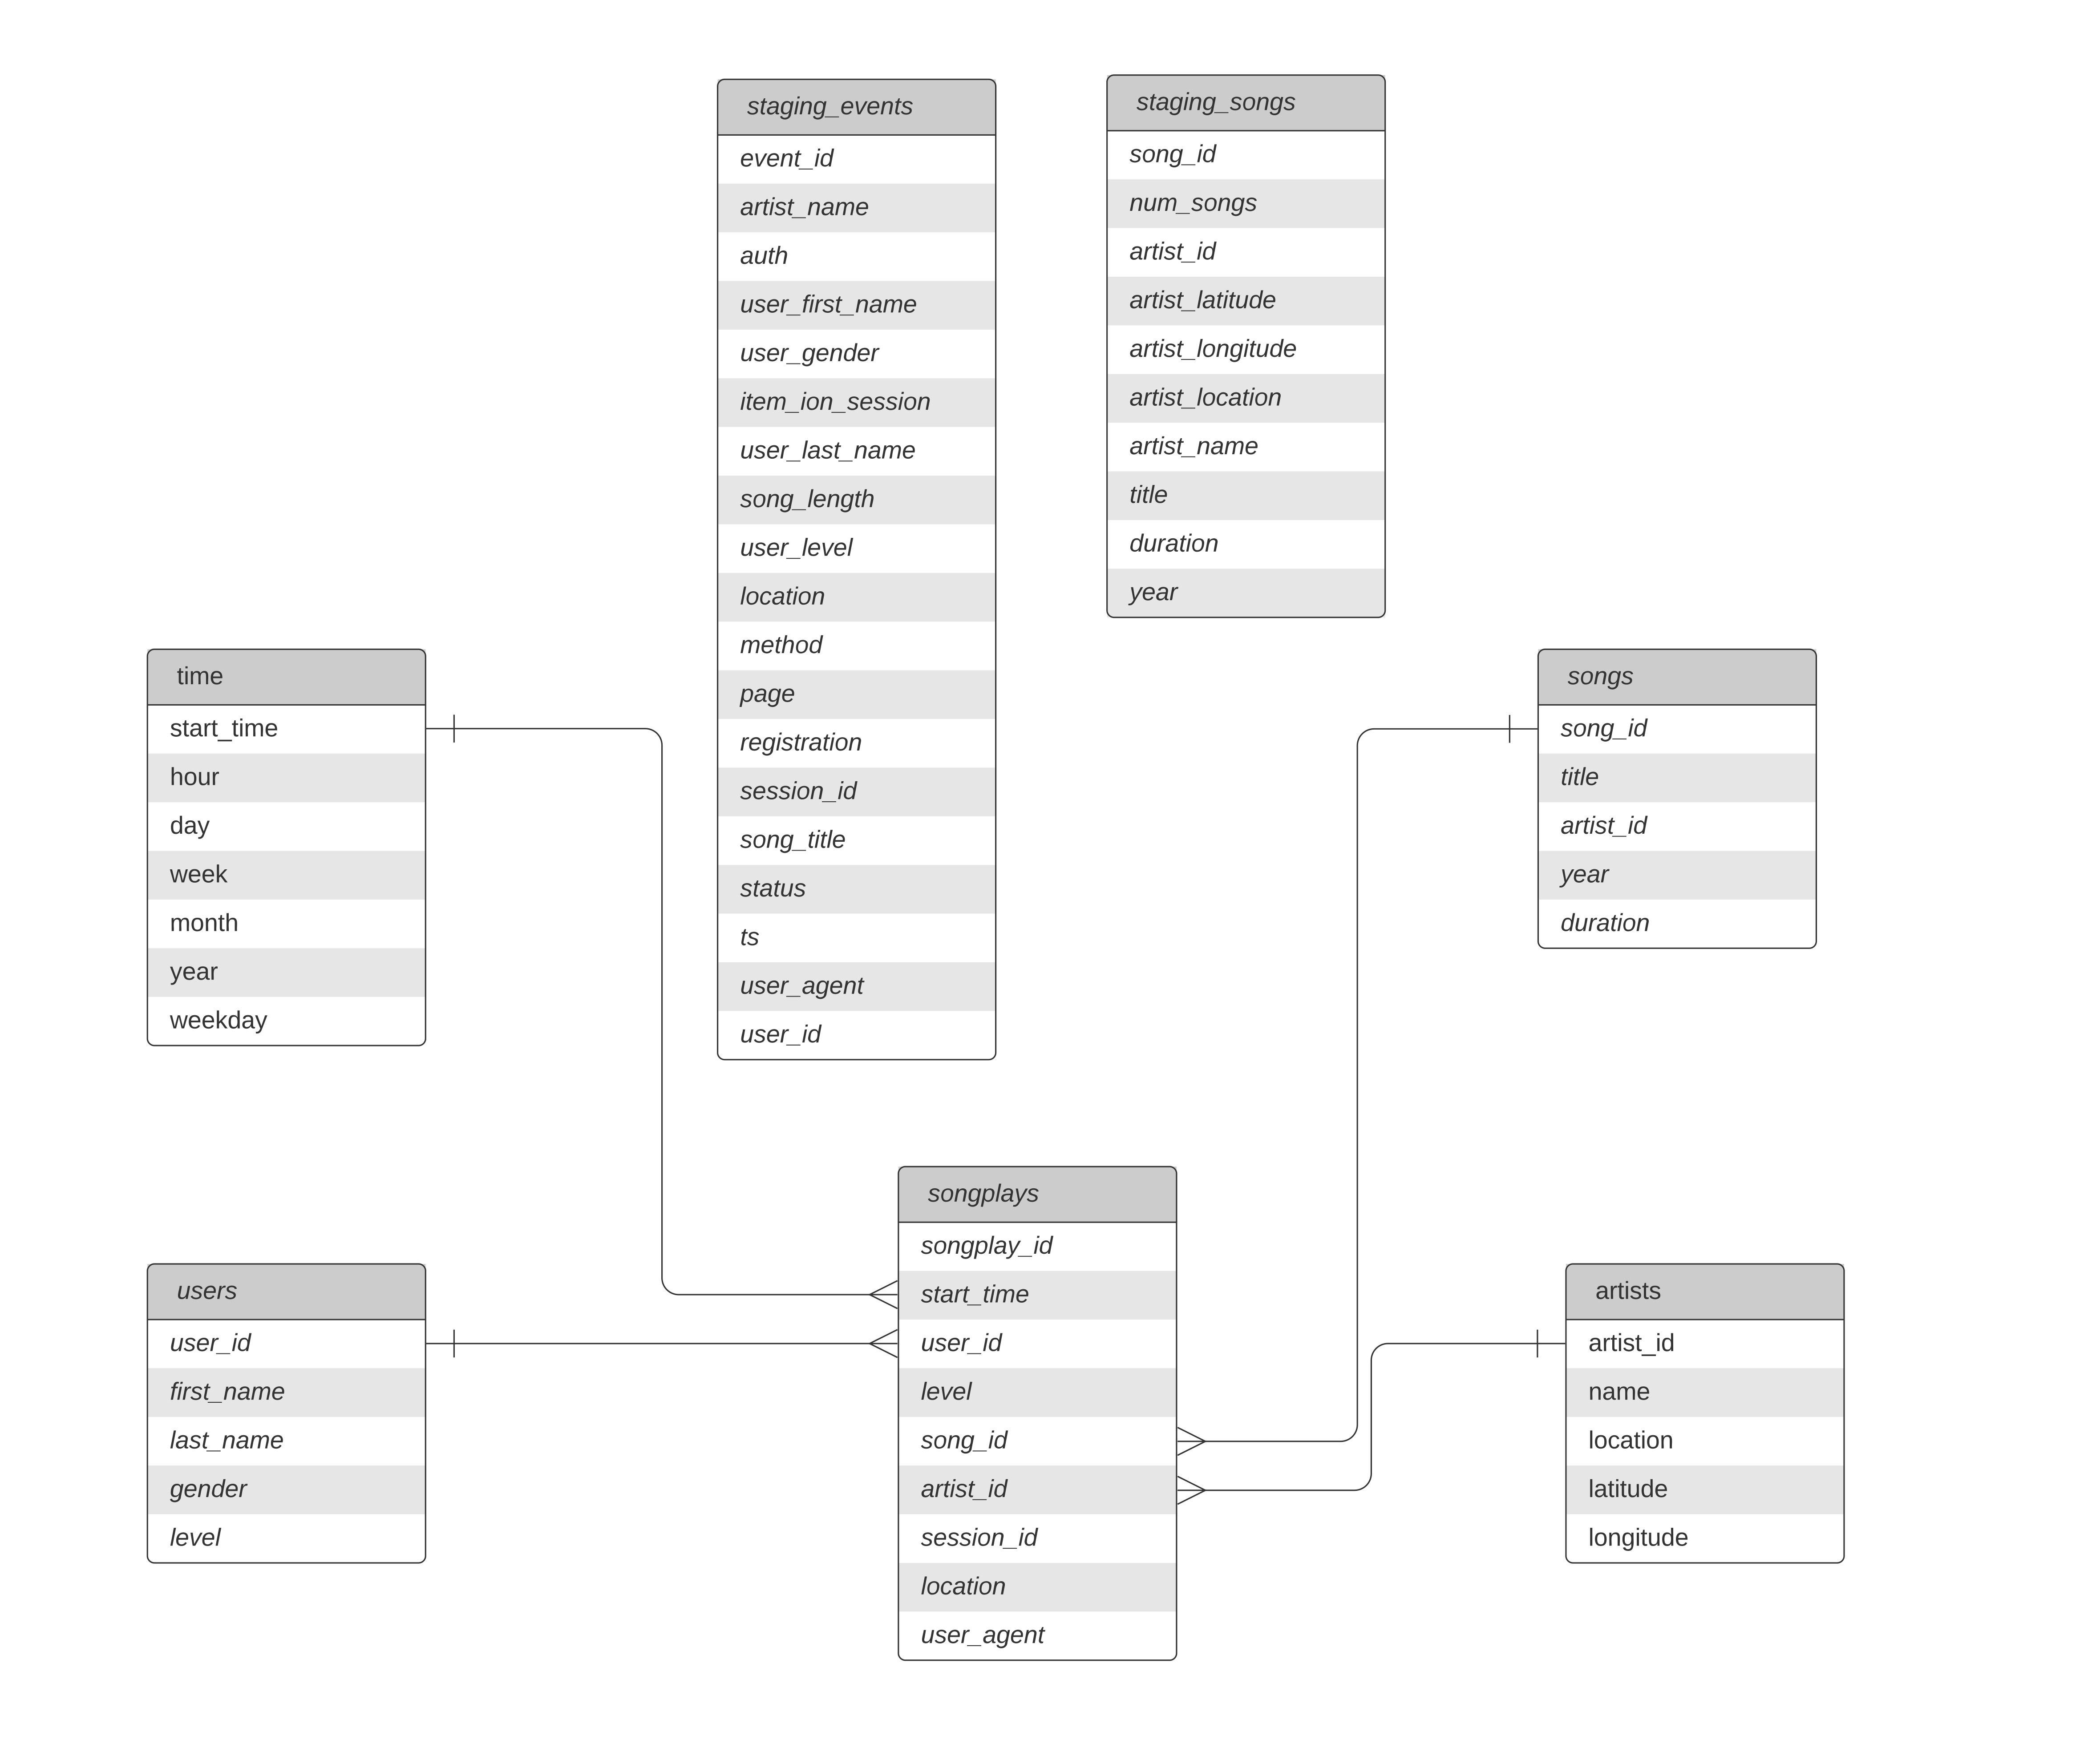 staging_events
event_id
artist_name
auth
user_first_name
user_gender
item_ion_session
user_last_name
song_length
user_level
location
method
page
registration
session_id
song_title
status
ts
user_agent
user_id
staging_songs
song_id
num_songs
artist_id
artist_latitude
artist_longitude
artist_location
artist_name
title
duration
year
time
start_time
hour
day
week
month
year
weekday
songs
song_id
title
artist_id
year
duration
users
user_id
first_name
last_name
gender
level
songplays
songplay_id
start_time
user_id
level
song_id
artist_id
session_id
location
user_agent
artists
artist_id
name
location
latitude
longitude